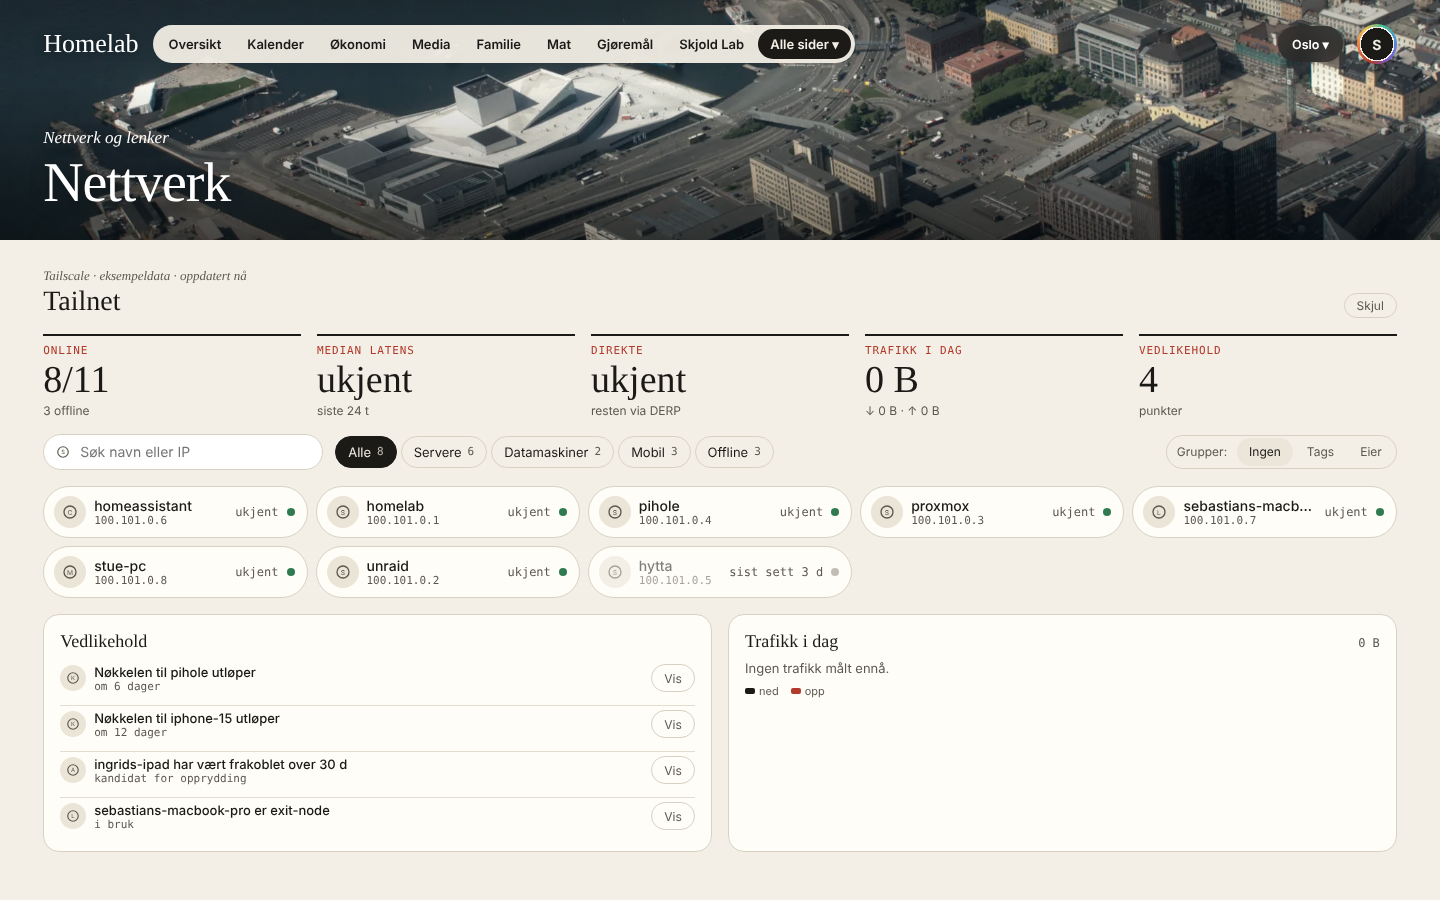 Homelab
Oversikt Kalender Økonomi Media Familie Mat Gjøremål Skjold Lab Alle sider ▾
Oslo ▾ S
Nettverk og lenker
Nettverk
Tailscale · eksempeldata · oppdatert nå
Tailnet
Skjul
ONLINE
8/11
3 offline
MEDIAN LATENS
ukjent
siste 24 t
DIREKTE
ukjent
resten via DERP
TRAFIKK I DAG
0 B
↓ 0 B · ↑ 0 B
VEDLIKEHOLD
4
punkter
Søk navn eller IP
Alle 8 Servere 6 Datamaskiner 2 Mobil 3 Offline 3
Grupper: Ingen Tags Eier
homeassistant
100.101.0.6
ukjent
homelab
100.101.0.1
ukjent
pihole
100.101.0.4
ukjent
proxmox
100.101.0.3
ukjent
sebastians-macb...
100.101.0.7
ukjent
stue-pc
100.101.0.8
ukjent
unraid
100.101.0.2
ukjent
hytta
100.101.0.5
sist sett 3 d
Vedlikehold
Nøkkelen til pihole utløper
om 6 dager
Vis
Nøkkelen til iphone-15 utløper
om 12 dager
Vis
ingrids-ipad har vært frakoblet over 30 d
kandidat for opprydding
Vis
sebastians-macbook-pro er exit-node
i bruk
Vis
Trafikk i dag
0 B
Ingen trafikk målt ennå.
ned opp